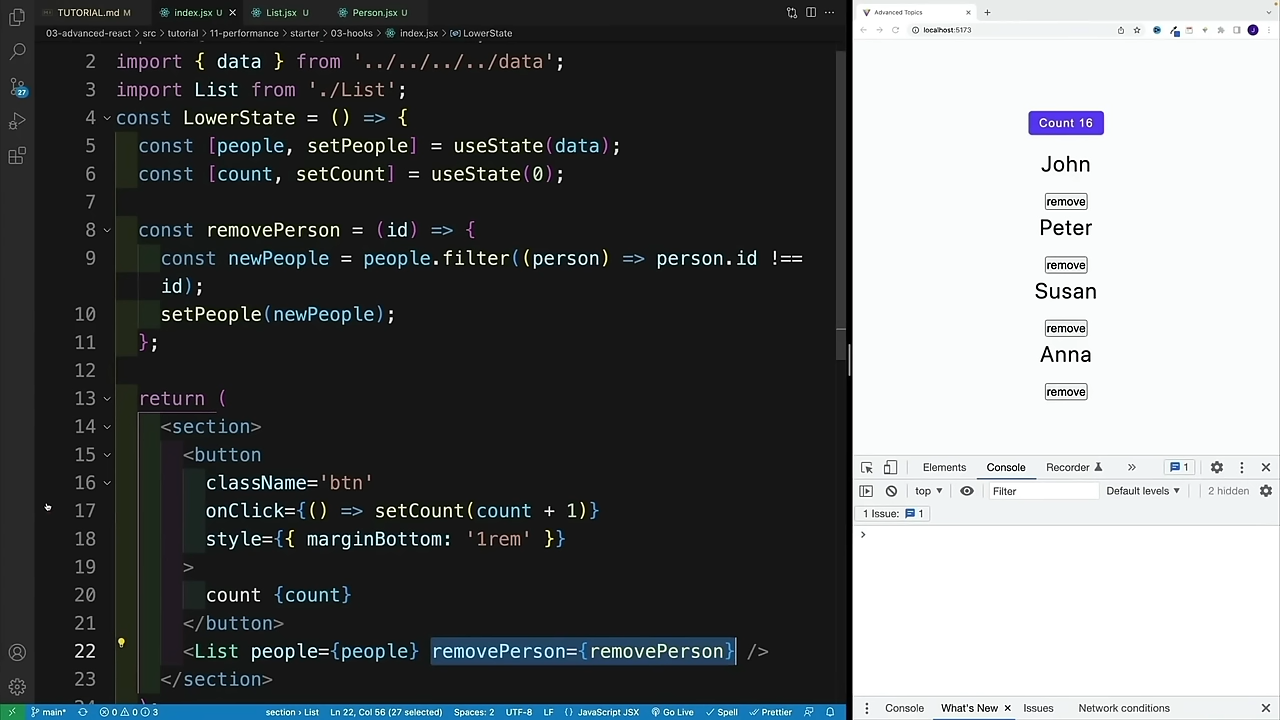 TUTORIAL.md M
index.jsx U
List.jsx U
Person.jsx U
03-advanced-react > src > tutorial > 11-performance > starter > 03-hooks > index.jsx > LowerState
2 import { data } from '../../../../data';
3 import List from './List';
4 const LowerState = () => {
5 const [people, setPeople] = useState(data);
6 const [count, setCount] = useState(0);
7
8 const removePerson = (id) => {
9 const newPeople = people.filter((person) => person.id !==
id);
10 setPeople(newPeople);
11 };
12
13 return (
14 <section>
15 <button
16 className='btn'
17 onClick={() => setCount(count + 1)}
18 style={{ marginBottom: '1rem' }}
19 >
20 count {count}
21 </button>
22 <List people={people} removePerson={removePerson} />
23 </section>
27
main* 0 0 3 section > List Ln 22, Col 56 (27 selected) Spaces: 2 UTF-8 LF {} JavaScript JSX Go Live Spell Prettier
Advanced Topics
localhost:5173
J
Count 16
John
remove
Peter
remove
Susan
remove
Anna
remove
Elements Console Recorder 1
top Filter Default levels 2 hidden
1 Issue: 1
Console What's New Issues Network conditions